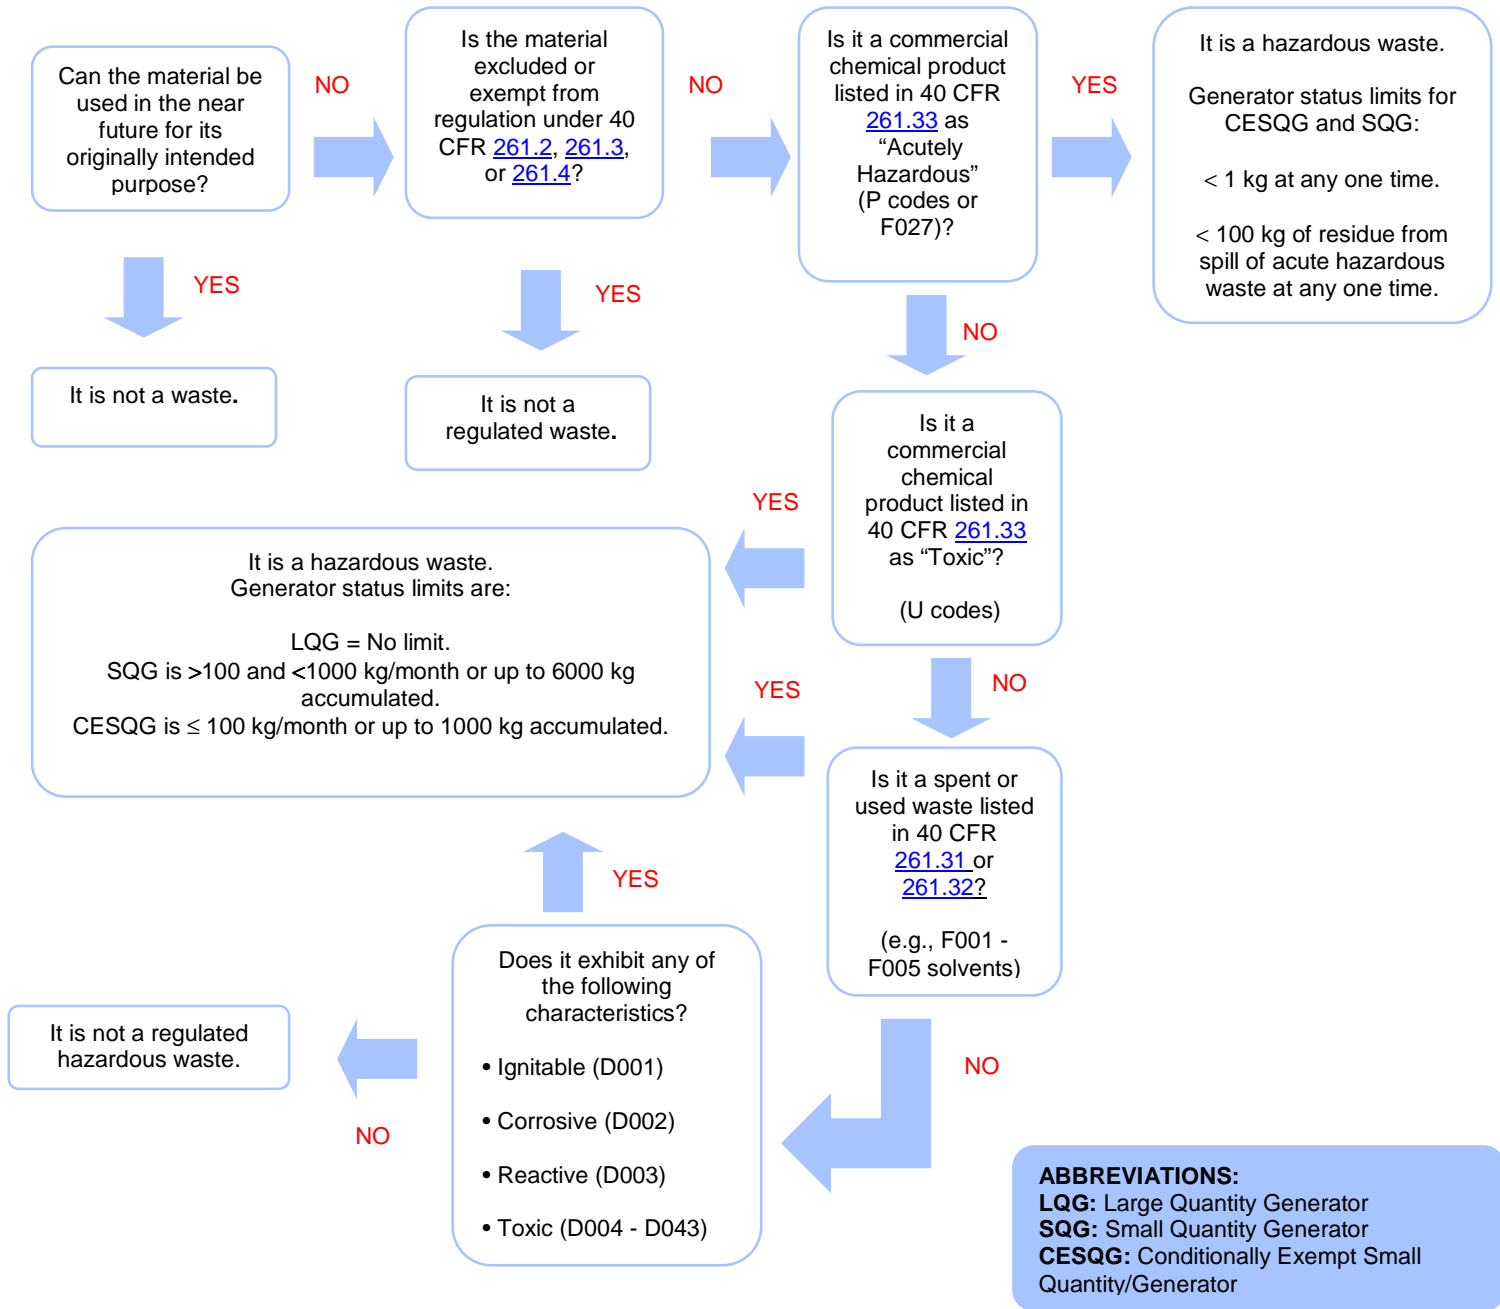 Can the material be
used in the near
future for its
originally intended
purpose?
NO
Is the material
excluded or
exempt from
regulation under 40
CFR 261.2, 261.3,
or 261.4?
NO
Is it a commercial
chemical product
listed in 40 CFR
261.33 as
“Acutely
Hazardous”
(P codes or
F027)?
YES
It is a hazardous waste.
Generator status limits for
CESQG and SQG:
< 1 kg at any one time.
< 100 kg of residue from
spill of acute hazardous
waste at any one time.
YES
It is not a waste.
YES
It is not a
regulated waste.
NO
Is it a
commercial
chemical
product listed in
40 CFR 261.33
as “Toxic”?
(U codes)
YES
It is a hazardous waste.
Generator status limits are:
LQG = No limit.
SQG is >100 and <1000 kg/month or up to 6000 kg
accumulated.
CESQG is ≤ 100 kg/month or up to 1000 kg accumulated.
NO
YES
Is it a spent or
used waste listed
in 40 CFR
261.31 or
261.32?
(e.g., F001 -
F005 solvents)
NO
YES
Does it exhibit any of
the following
characteristics?
• Ignitable (D001)
• Corrosive (D002)
• Reactive (D003)
• Toxic (D004 - D043)
NO
It is not a regulated
hazardous waste.
ABBREVIATIONS:
LQG: Large Quantity Generator
SQG: Small Quantity Generator
CESQG: Conditionally Exempt Small
Quantity/Generator